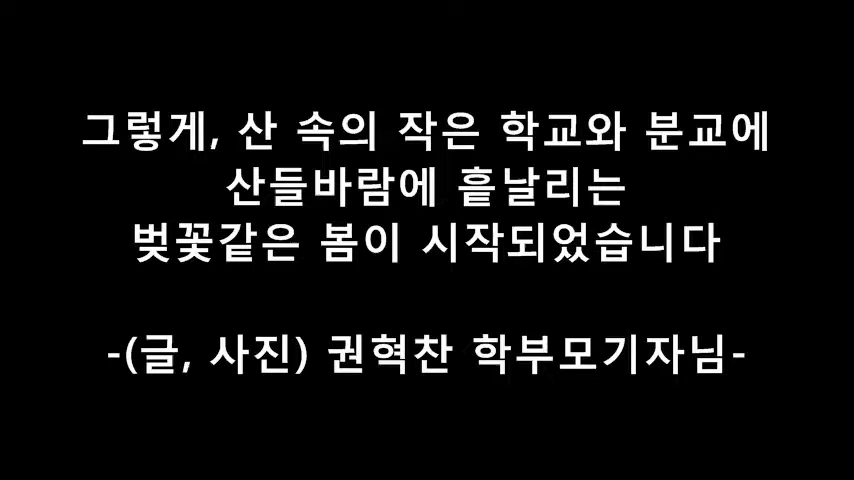 그렇게, 산 속의 작은 학교와 분교에
산들바람에 흩날리는
벚꽃같은 봄이 시작되었습니다
-(글, 사진) 권혁찬 학부모기자님-